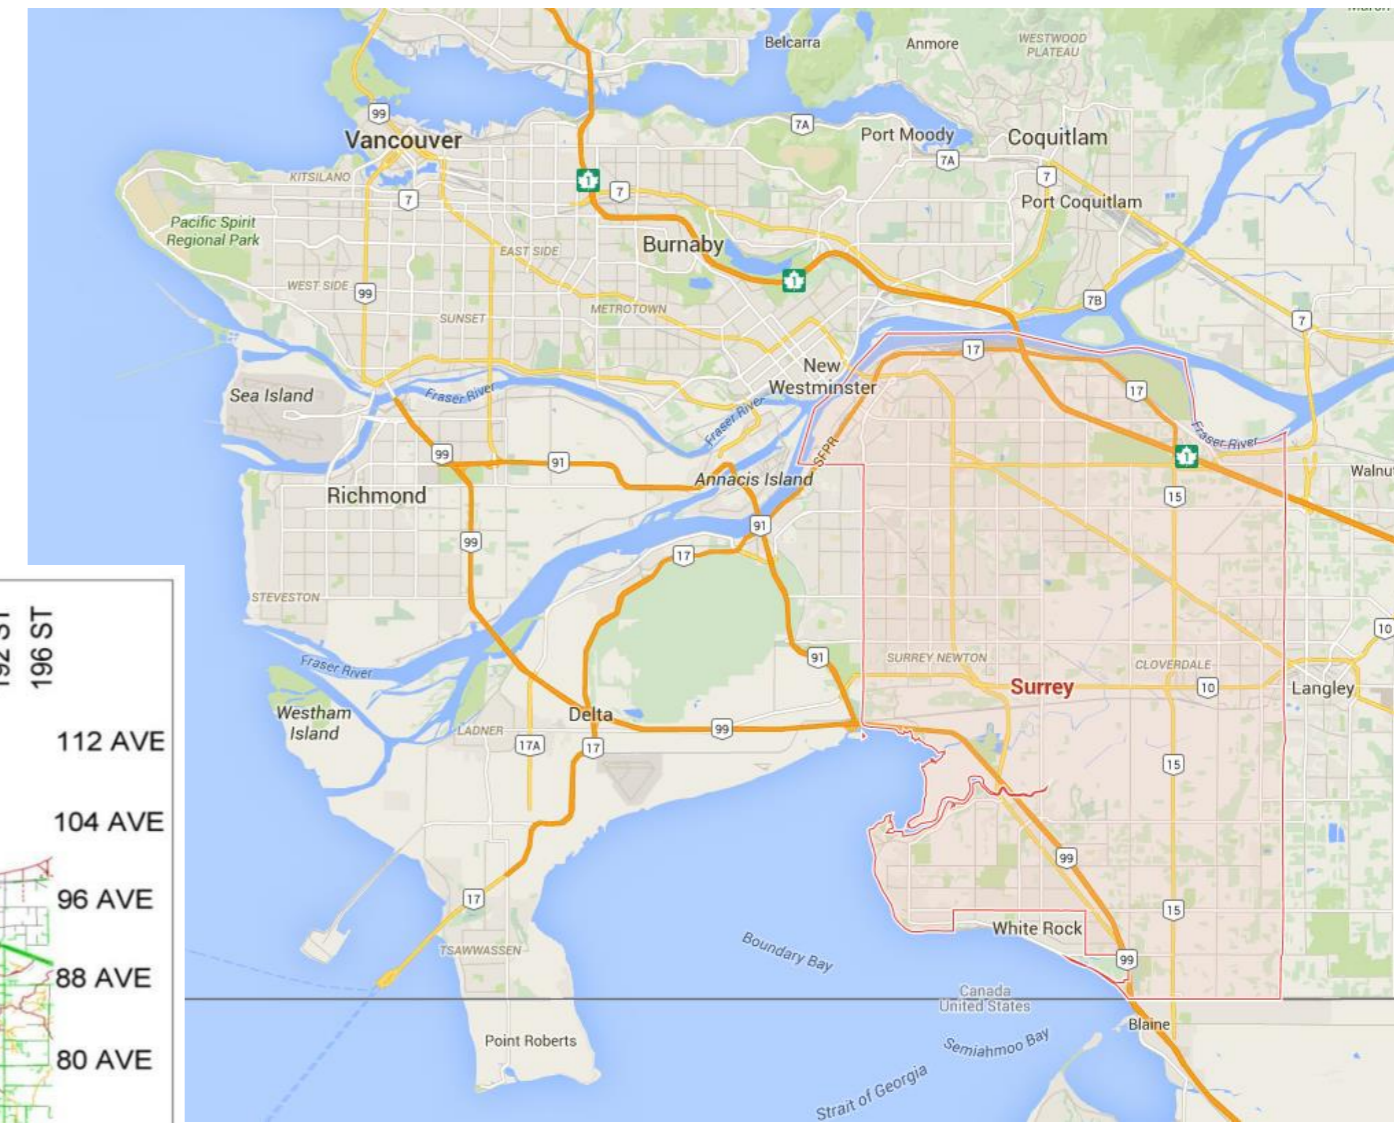 Belcarra
Anmore
WESTWOOD
PLATEAU
99
Vancouver
7A
Port Moody
Coquitlam
7A
KITSILANO
1
7
7
7
Port Coquitlam
Pacific Spirit
Regional Park
EAST SIDE
Burnaby
WEST SIDE
99
1
METROTOWN
SUNSET
7B
7
17
New
Westminster
Sea Island
Fraser River
Fraser River
17
Fraser River
SFPR
99
91
Annacis Island
1
Richmond
15
99
91
17
STEVESTON
Fraser River
91
SURREY NEWTON
CLOVERDALE
10
Surrey
10
Langley
Westham
Island
Delta
LADNER
17A
17
99
15
99
17
15
White Rock
TSAWWASSEN
Boundary Bay
99
Canada
United States
Blaine
Point Roberts
Semiahmoo Bay
Strait of Georgia
192 ST
196 ST
112 AVE
104 AVE
96 AVE
88 AVE
80 AVE